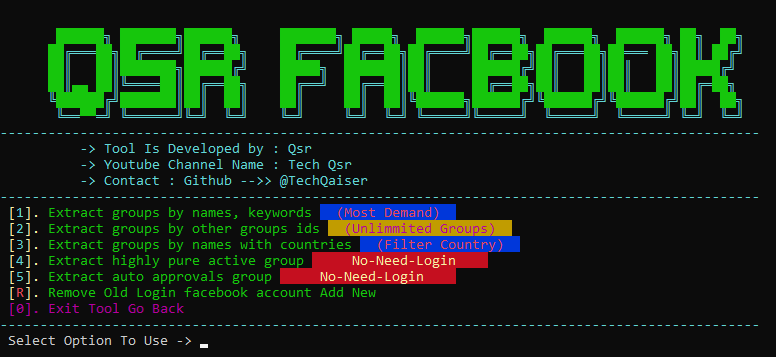 QSR FACBOOK
-> Tool Is Developed by : Qsr
-> Youtube Channel Name : Tech Qsr
-> Contact : Github -->> @TechQaiser
[1]. Extract groups by names, keywords (Most Demand)
[2]. Extract groups by other groups ids (Unlimmited Groups)
[3]. Extract groups by names with countries (Filter Country)
[4]. Extract highly pure active group No-Need-Login
[5]. Extract auto approvals group No-Need-Login
[R]. Remove Old Login facebook account Add New
[0]. Exit Tool Go Back
Select Option To Use ->